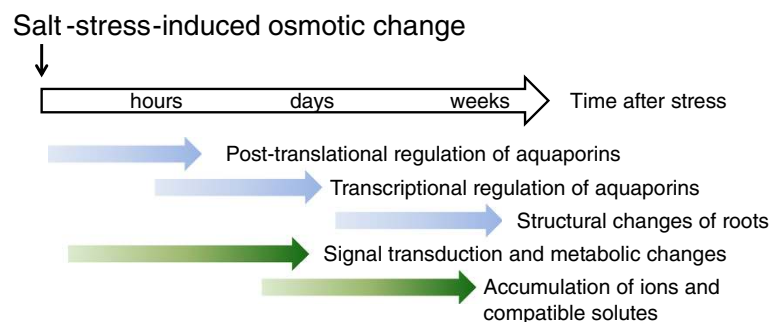 Salt-stress-induced osmotic change
hours days weeks Time after stress
Post-translational regulation of aquaporins
Transcriptional regulation of aquaporins
Structural changes of roots
Signal transduction and metabolic changes
Accumulation of ions and
compatible solutes